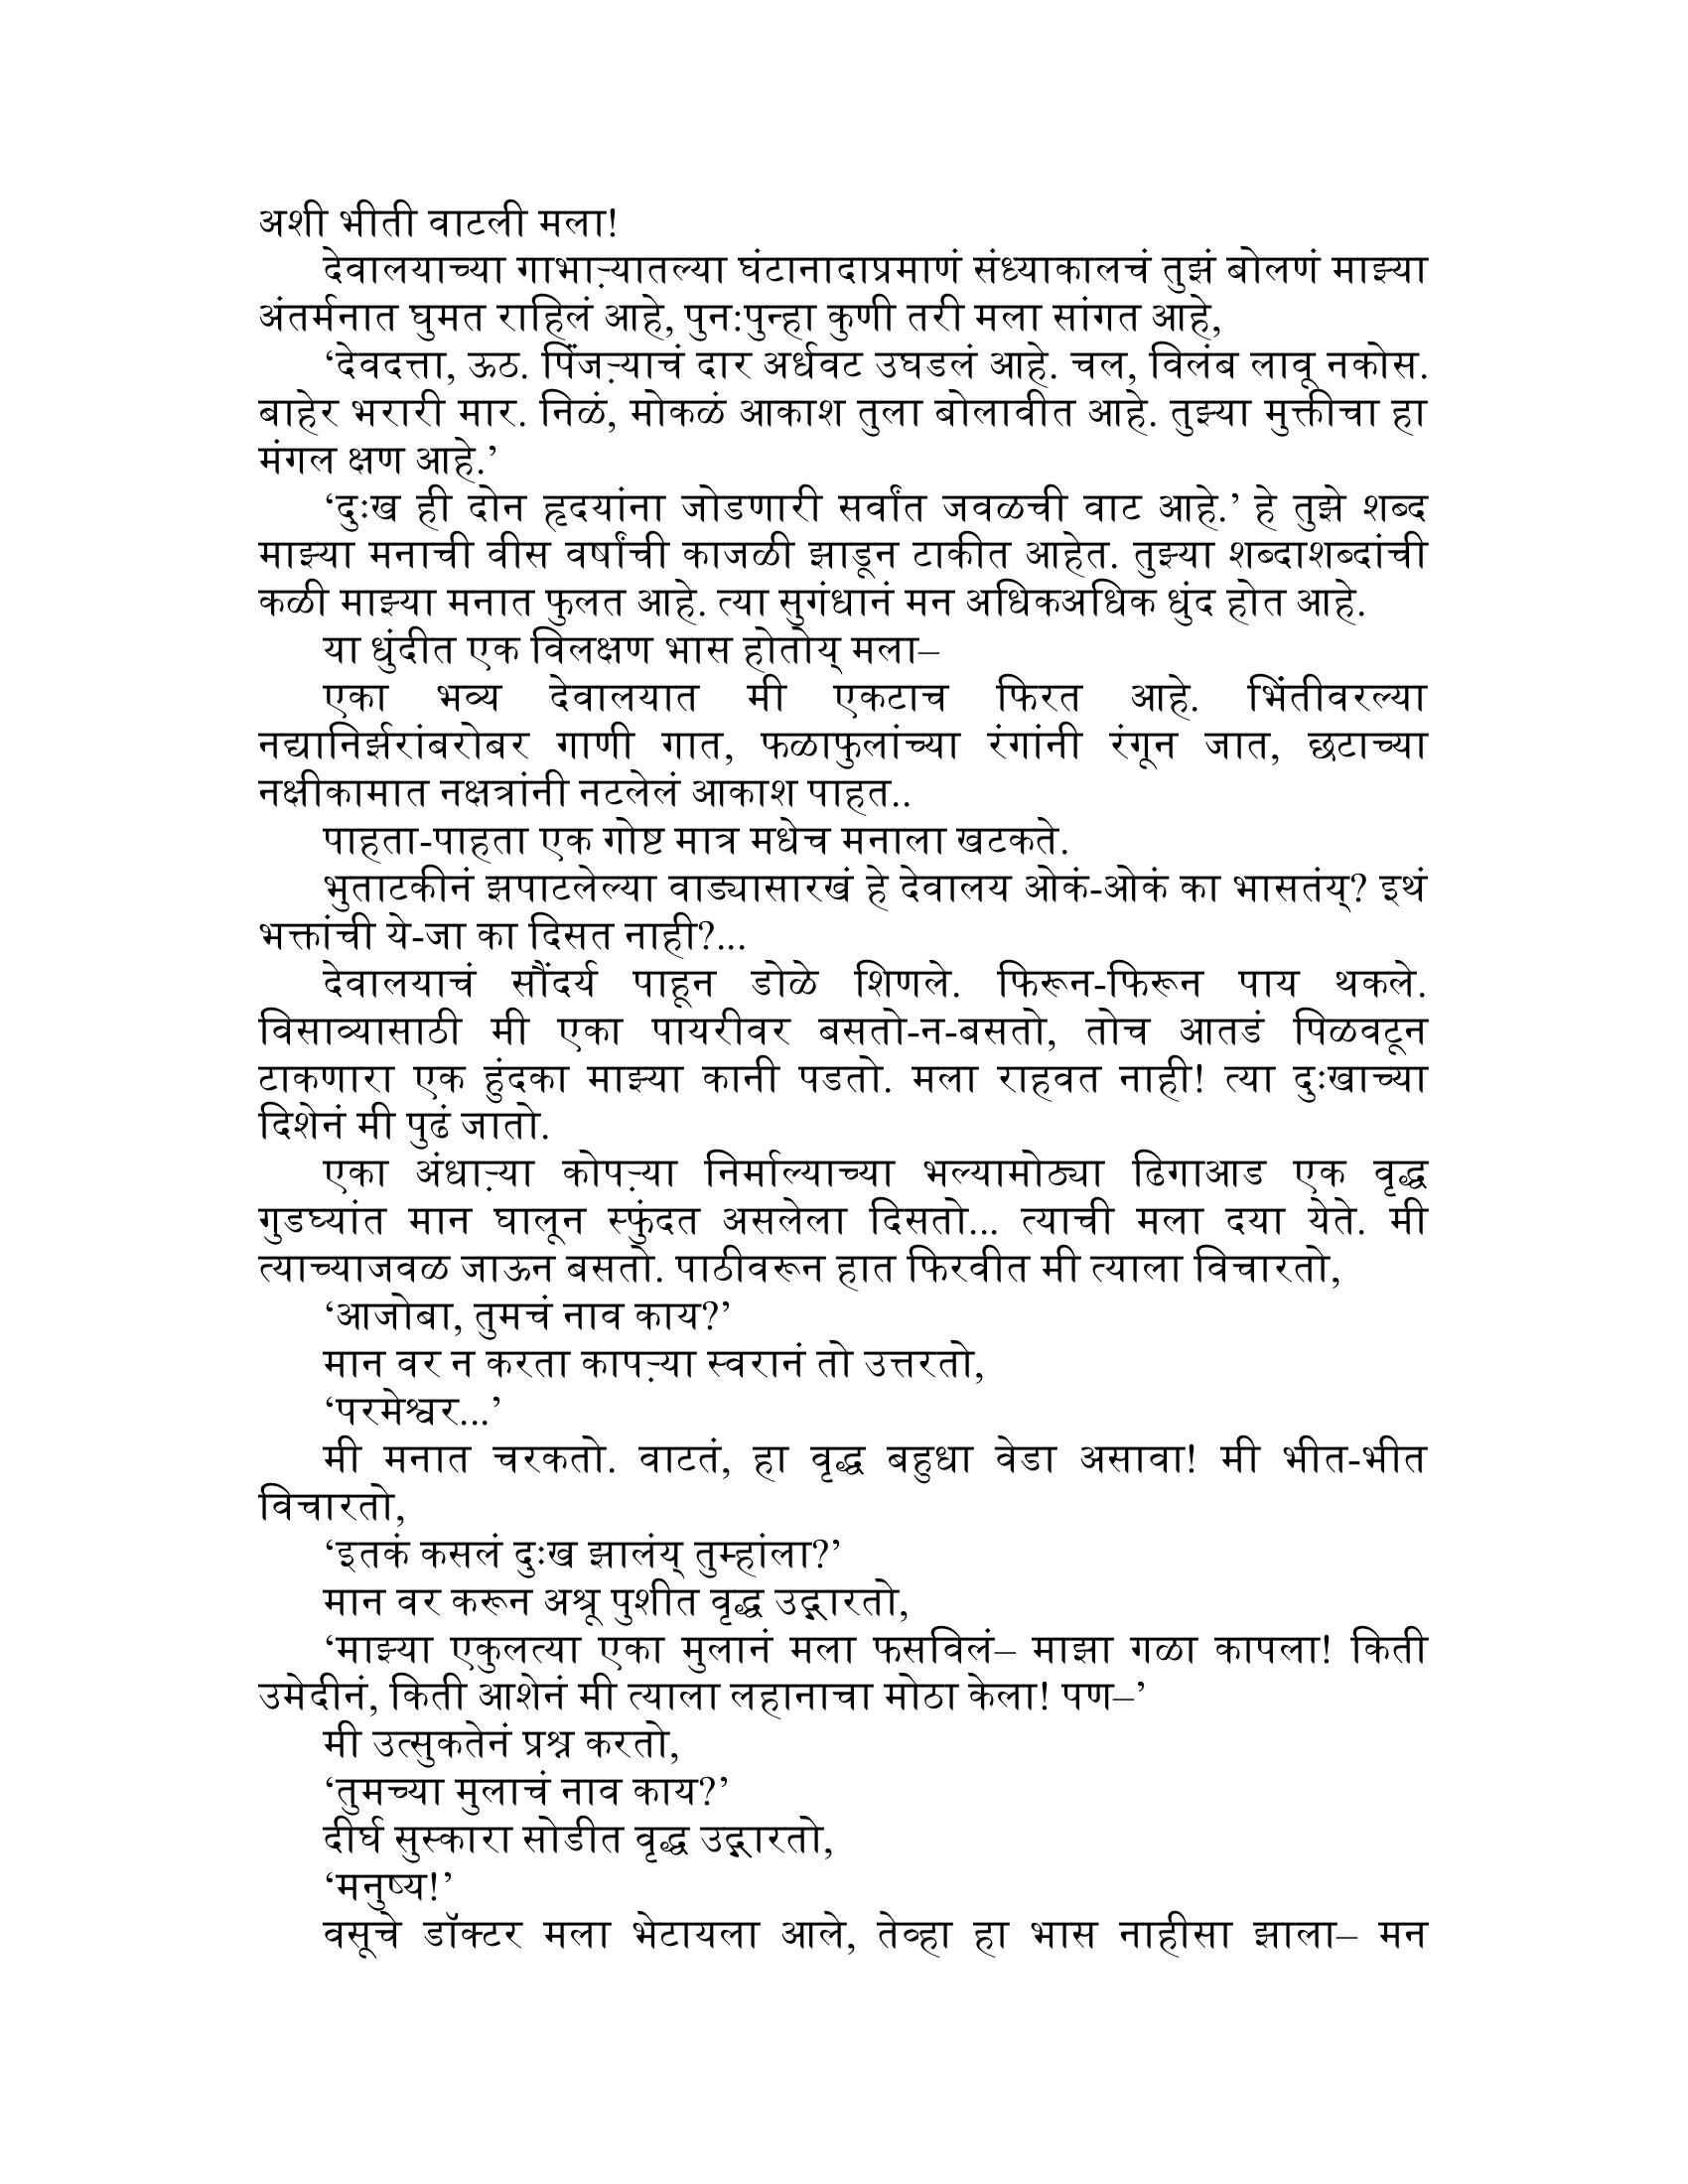 अशी भीती वाटली मला!
देवालयाच्या गाभाऱ्यातल्या घंटानादाप्रमाणं संध्याकालचं तुझं बोलणं माझ्या
अंतर्मनात घुमत राहिलं आहे, पुन:पुन्हा कुणी तरी मला सांगत आहे,
‘देवदत्ता, ऊठ. पिंजऱ्याचं दार अर्धवट उघडलं आहे. चल, विलंब लावू नकोस.
बाहेर भरारी मार. निळं, मोकळं आकाश तुला बोलावीत आहे. तुझ्या मुक्तीचा हा
मंगल क्षण आहे.’
‘दुःख ही दोन हृदयांना जोडणारी सर्वांत जवळची वाट आहे.’ हे तुझे शब्द
माझ्या मनाची वीस वर्षांची काजळी झाडून टाकीत आहेत. तुझ्या शब्दाशब्दांची
कळी माझ्या मनात फुलत आहे. त्या सुगंधानं मन अधिकअधिक धुंद होत आहे.
या धुंदीत एक विलक्षण भास होतोय् मला–
एका भव्य देवालयात मी एकटाच फिरत आहे. भिंतीवरल्या
नद्यानिर्झरांबरोबर गाणी गात, फळाफुलांच्या रंगांनी रंगून जात, छटाच्या
नक्षीकामात नक्षत्रांनी नटलेलं आकाश पाहत..
पाहता-पाहता एक गोष्ट मात्र मधेच मनाला खटकते.
भुताटकीनं झपाटलेल्या वाड्यासारखं हे देवालय ओकं-ओकं का भासतंय्? इथं
भक्तांची ये-जा का दिसत नाही?...
देवालयाचं सौंदर्य पाहून डोळे शिणले. फिरून-फिरून पाय थकले.
विसाव्यासाठी मी एका पायरीवर बसतो-न-बसतो, तोच आतडं पिळवटून
टाकणारा एक हुंदका माझ्या कानी पडतो. मला राहवत नाही! त्या दुःखाच्या
दिशेनं मी पुढं जातो.
एका अंधाऱ्या कोपऱ्या निर्माल्याच्या भल्यामोठ्या ढिगाआड एक वृद्ध
गुडघ्यांत मान घालून स्फुंदत असलेला दिसतो... त्याची मला दया येते. मी
त्याच्याजवळ जाऊन बसतो. पाठीवरून हात फिरवीत मी त्याला विचारतो,
‘आजोबा, तुमचं नाव काय?’
मान वर न करता कापऱ्या स्वरानं तो उत्तरतो,
‘परमेश्वर...’
मी मनात चरकतो. वाटतं, हा वृद्ध बहुधा वेडा असावा! मी भीत-भीत
विचारतो,
‘इतकं कसलं दुःख झालंय् तुम्हांला?’
मान वर करून अश्रू पुशीत वृद्ध उद्गारतो,
‘माझ्या एकुलत्या एका मुलानं मला फसविलं– माझा गळा कापला! किती
उमेदीनं, किती आशेनं मी त्याला लहानाचा मोठा केला! पण–’
मी उत्सुकतेनं प्रश्न करतो,
‘तुमच्या मुलाचं नाव काय?’
दीर्घ सुस्कारा सोडीत वृद्ध उद्गारतो,
‘मनुष्य!’
वसूचे डॉक्टर मला भेटायला आले, तेव्हा हा भास नाहीसा झाला– मन